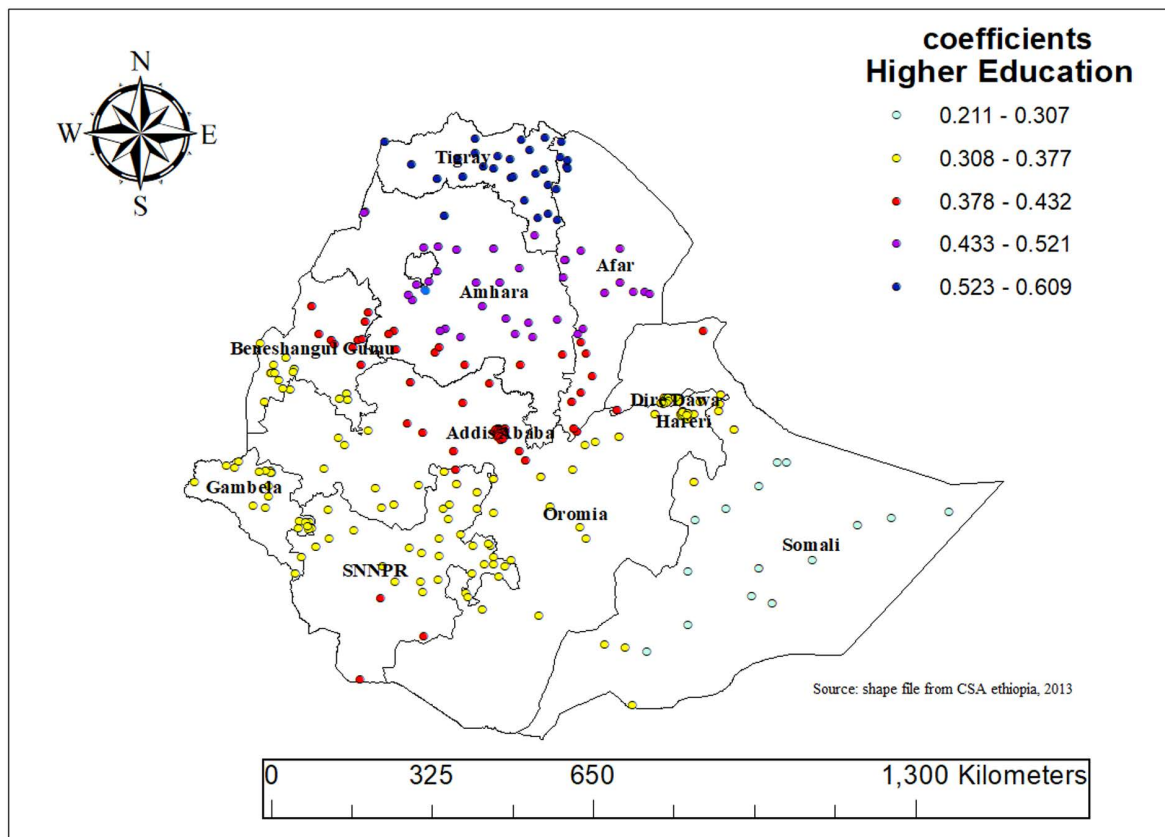 coefficients
Higher Education
0.211 - 0.307
0.308 - 0.377
0.378 - 0.432
0.433 - 0.521
0.523 - 0.609
N
W E
S
Tigray
Afar
Amhara
Beneshangul Gumu
Dire Dawa
Hareri
Addis Ababa
Gambela
Oromia
Somali
SNNPR
Source: shape file from CSA ethiopia, 2013
0 325 650 1,300 Kilometers